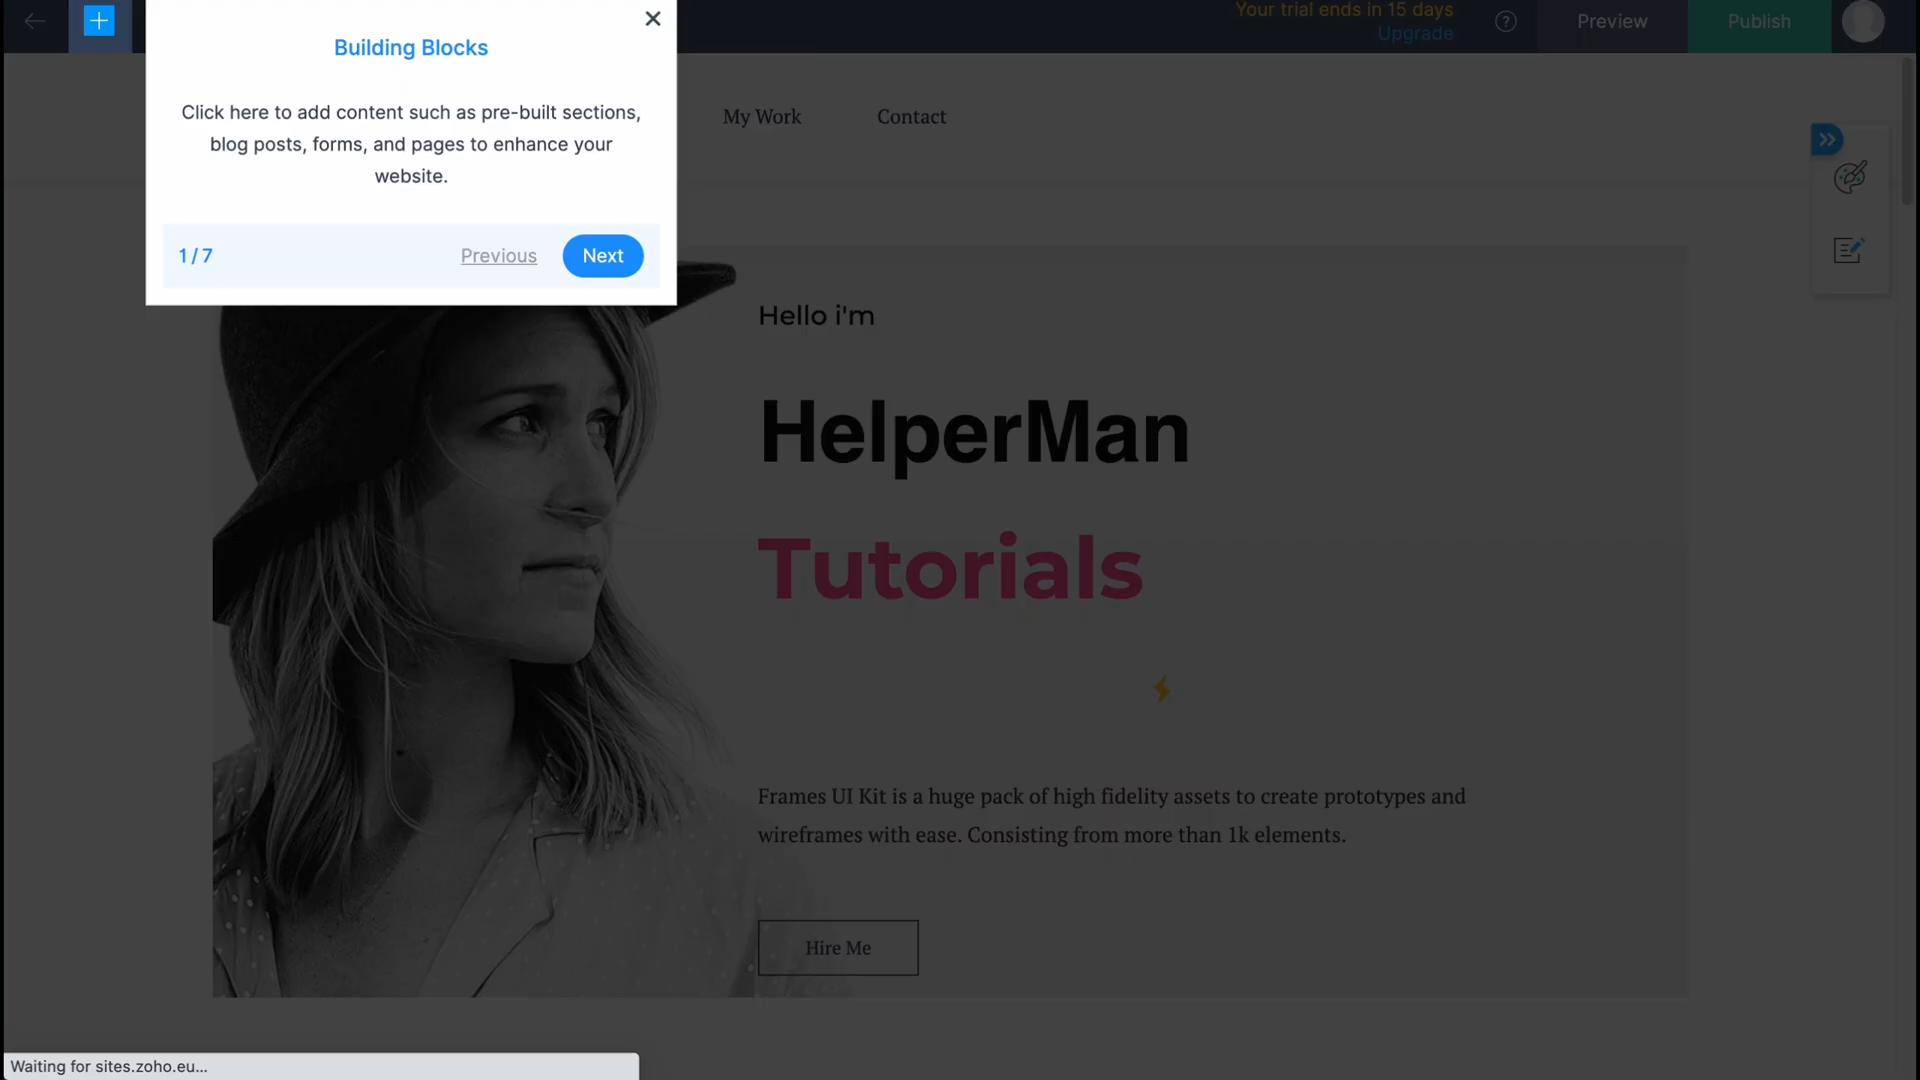 Your trial ends in 15 days
Upgrade
Preview
Publish
Building Blocks
Click here to add content such as pre-built sections,
blog posts, forms, and pages to enhance your
website.
1 / 7
Previous
Next
My Work
Contact
Hello i'm
HelperMan
Tutorials
Frames UI Kit is a huge pack of high fidelity assets to create prototypes and
wireframes with ease. Consisting from more than 1k elements.
Hire Me
Waiting for sites.zoho.eu...